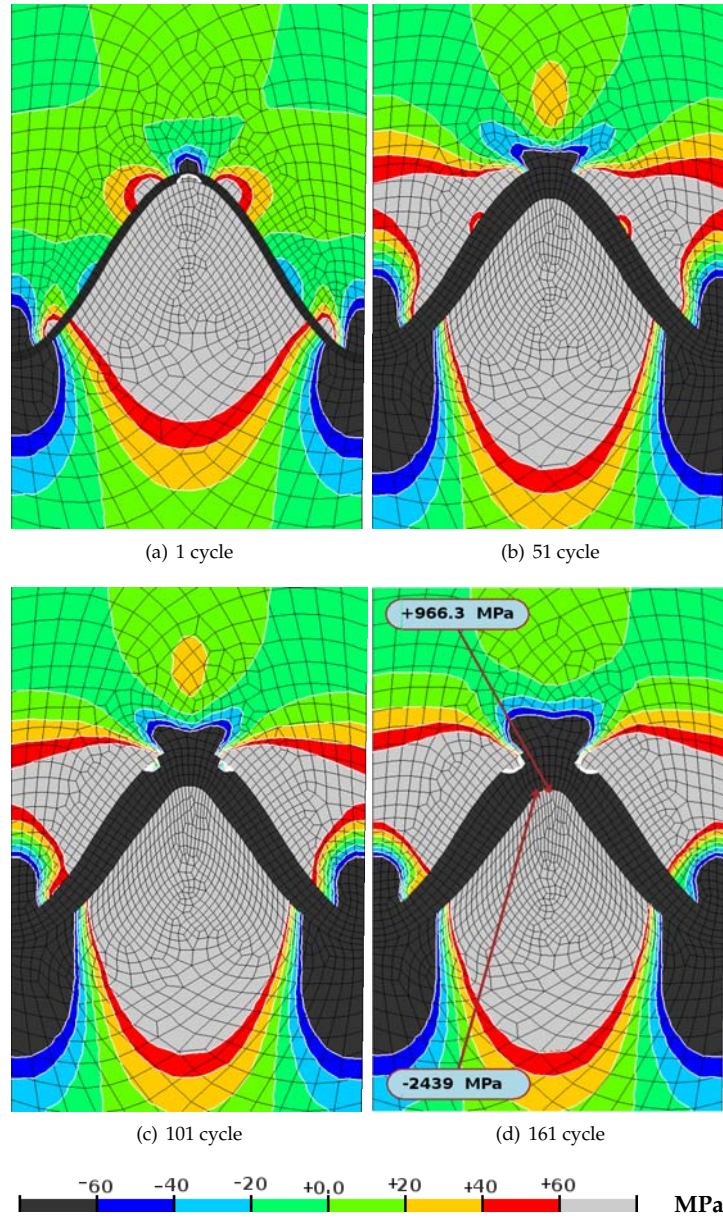 (a) 1 cycle
(b) 51 cycle
+966.3 MPa
-2439 MPa
(c) 101 cycle
(d) 161 cycle
-60 -40 -20 +0.0 +20 +40 +60
MPa